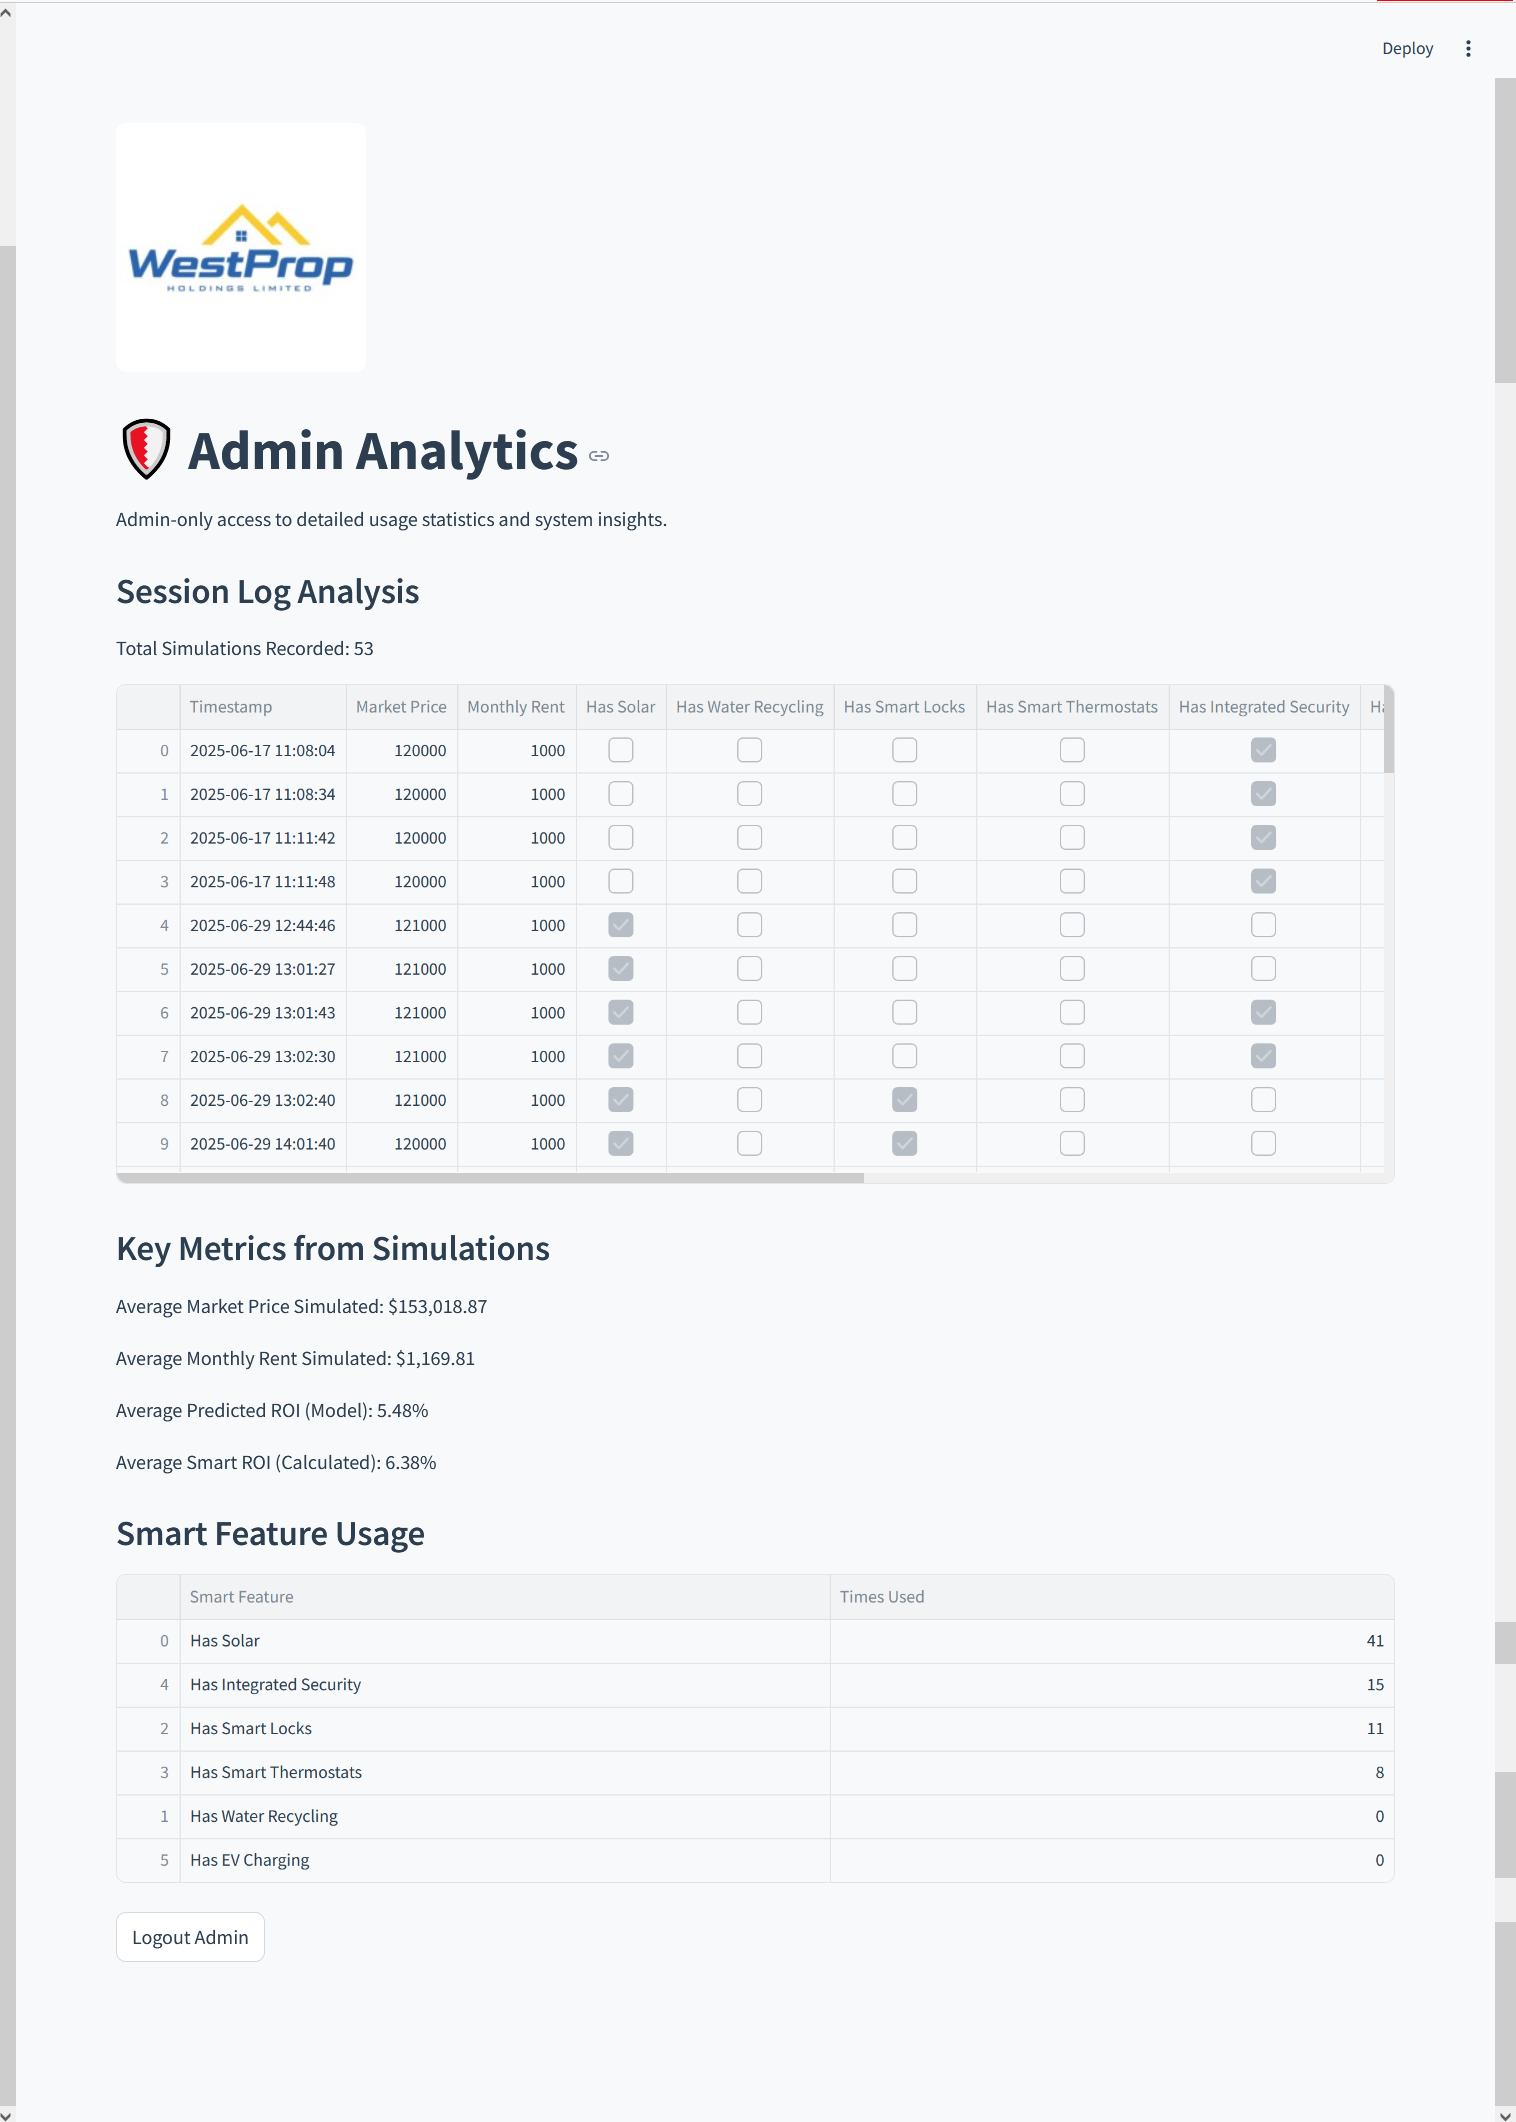 Deploy
WestProp
HOLDINGS LIMITED
Admin Analytics
Admin-only access to detailed usage statistics and system insights.
Session Log Analysis
Total Simulations Recorded: 53
Timestamp Market Price Monthly Rent Has Solar Has Water Recycling Has Smart Locks Has Smart Thermostats Has Integrated Security
0 2025-06-17 11:08:04 120000 1000
1 2025-06-17 11:08:34 120000 1000
2 2025-06-17 11:11:42 120000 1000
3 2025-06-17 11:11:48 120000 1000
4 2025-06-29 12:44:46 121000 1000
5 2025-06-29 13:01:27 121000 1000
6 2025-06-29 13:01:43 121000 1000
7 2025-06-29 13:02:30 121000 1000
8 2025-06-29 13:02:40 121000 1000
9 2025-06-29 14:01:40 120000 1000
Key Metrics from Simulations
Average Market Price Simulated: $153,018.87
Average Monthly Rent Simulated: $1,169.81
Average Predicted ROI (Model): 5.48%
Average Smart ROI (Calculated): 6.38%
Smart Feature Usage
Smart Feature Times Used
0 Has Solar 41
4 Has Integrated Security 15
2 Has Smart Locks 11
3 Has Smart Thermostats 8
1 Has Water Recycling 0
5 Has EV Charging 0
Logout Admin